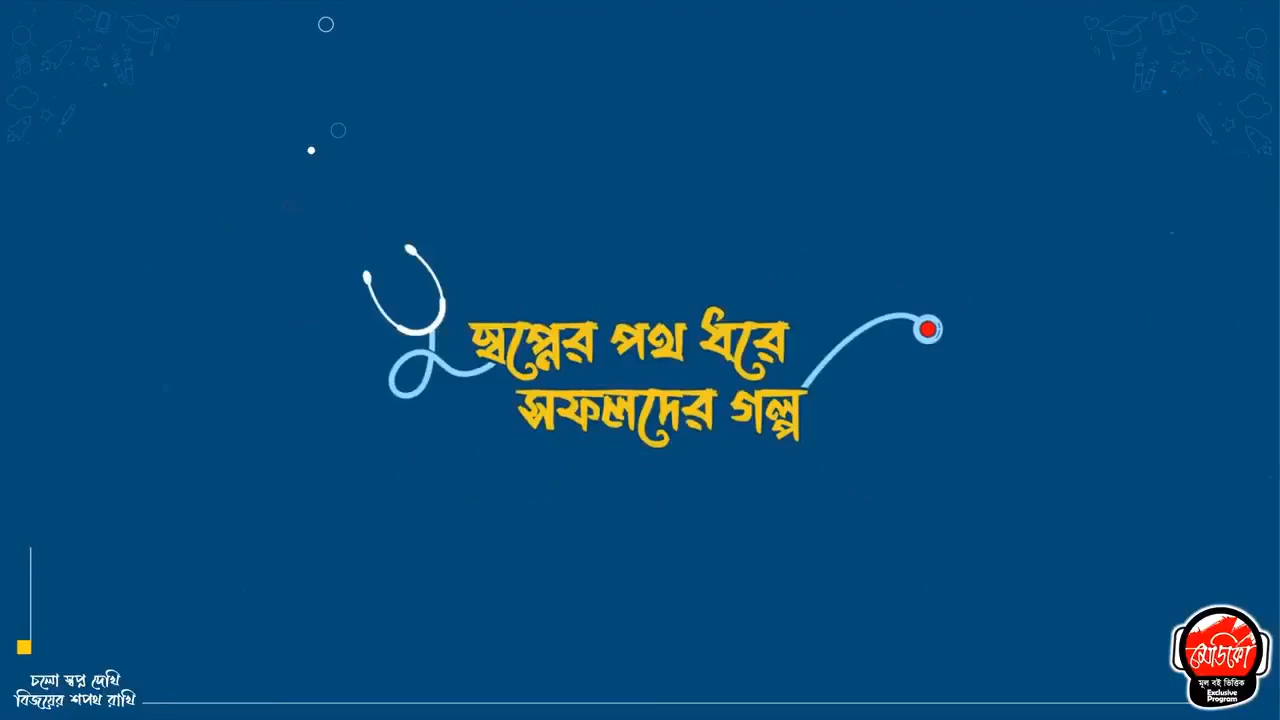 স্বপ্নের পথ ধরে
সফলদের গল্প
চলো স্বপ্ন দেখি
বিজয়ের শপথ রাখি
মেডিকো
মূল বই ভিত্তিক
Exclusive
Program